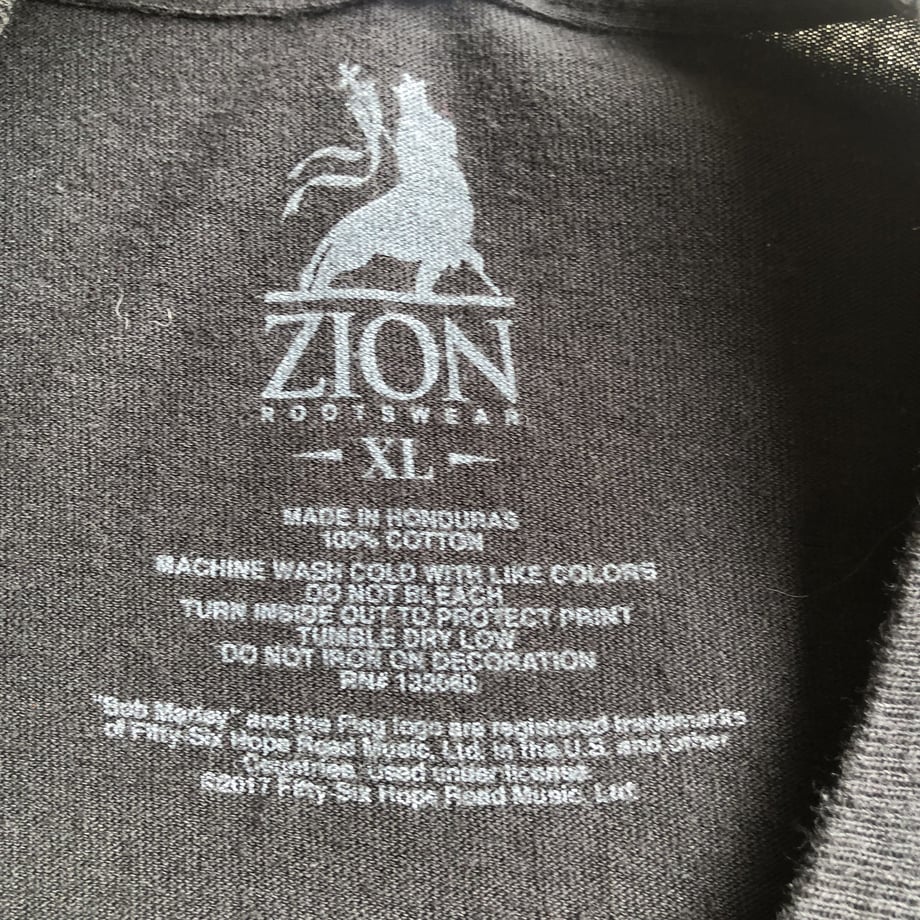 ZION
ROOTSWEAR
XL
MADE IN HONDURAS
100% COTTON
MACHINE WASH COLD WITH LIKE COLORS
DO NOT BLEACH
TURN INSIDE OUT TO PROTECT PRINT
TUMBLE DRY LOW
DO NOT IRON ON DECORATION
RN# 132060
"Bob Marley" and the Flag logo are registered trademarks
of Fifty-Six Hope Road Music, Ltd. in the U.S. and other
Countries. Used under license.
©2017 Fifty-Six Hope Road Music, Ltd.